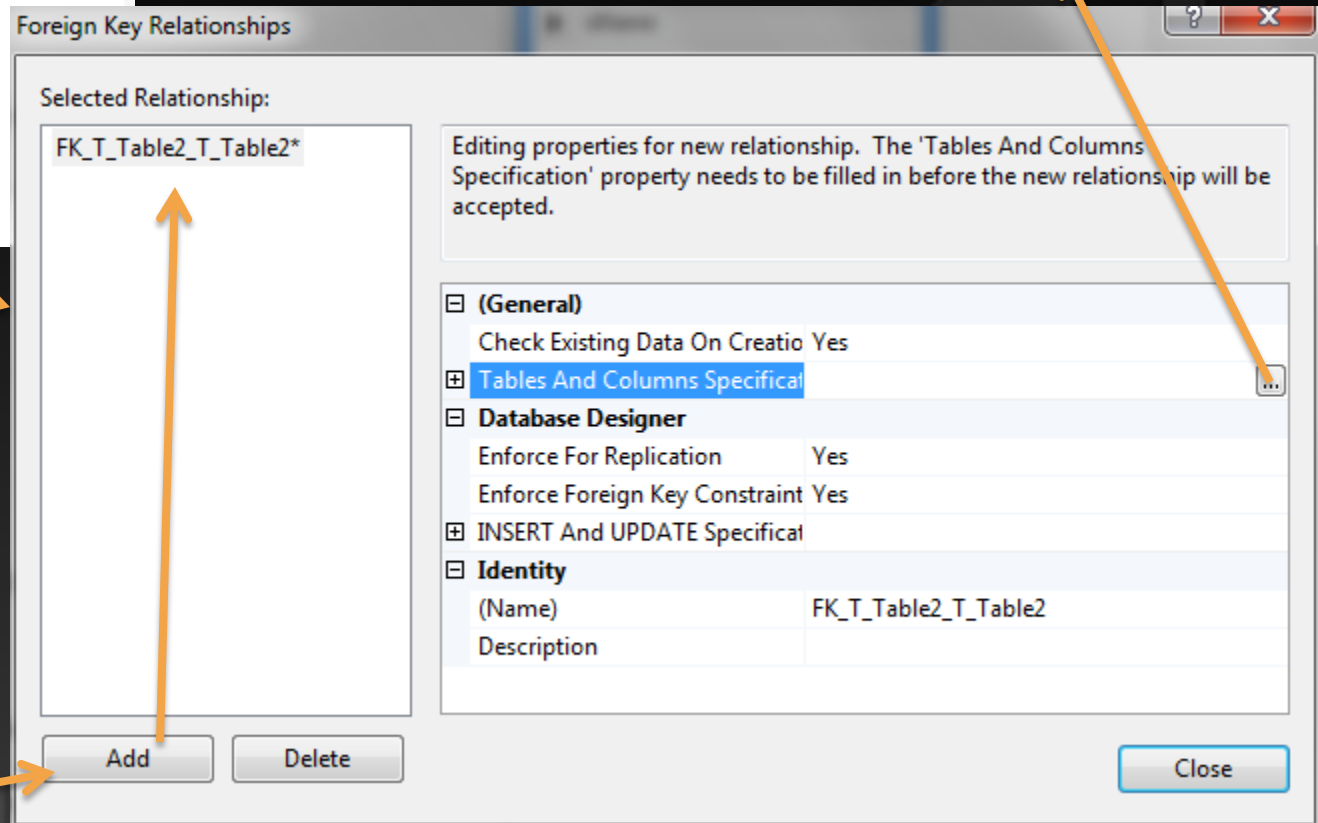 Foreign Key Relationships
Selected Relationship:
FK_T_Table2_T_Table2*
Editing properties for new relationship. The 'Tables And Columns
Specification' property needs to be filled in before the new relationship will be
accepted.
(General)
Check Existing Data On Creatio Yes
Tables And Columns Specificat ...
Database Designer
Enforce For Replication Yes
Enforce Foreign Key Constraint Yes
INSERT And UPDATE Specificat
Identity
(Name) FK_T_Table2_T_Table2
Description
Add Delete
Close